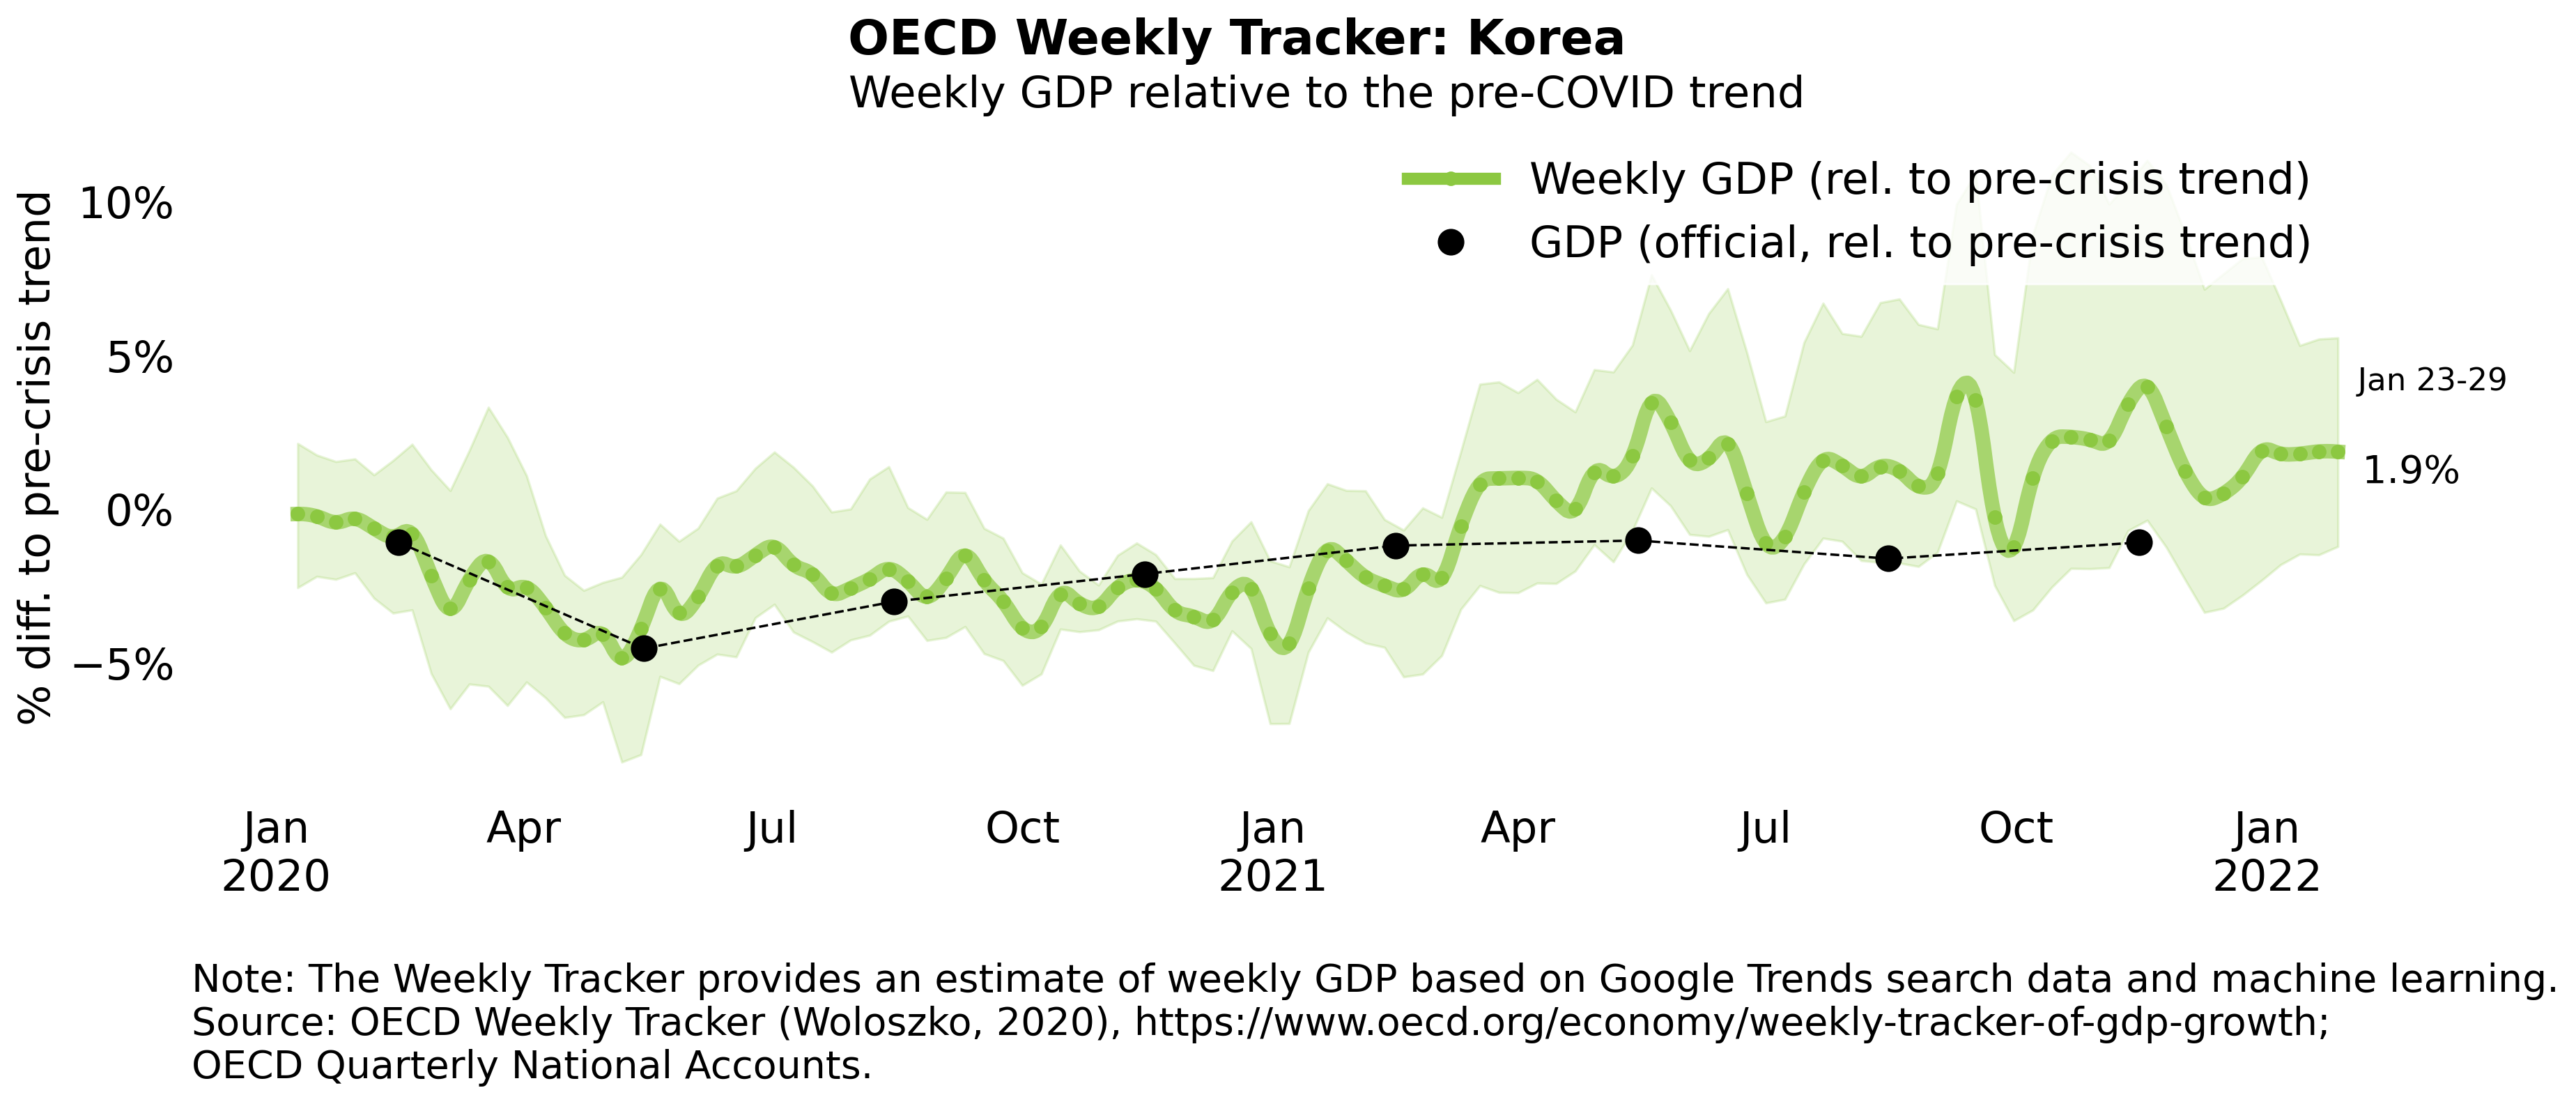 OECD Weekly Tracker: Korea
Weekly GDP relative to the pre-COVID trend
Weekly GDP (rel. to pre-crisis trend)
GDP (official, rel. to pre-crisis trend)
% diff. to pre-crisis trend
10%
5%
0%
−5%
Jan 23-29
1.9%
Jan Apr Jul Oct Jan Apr Jul Oct Jan
2020 2021 2022
Note: The Weekly Tracker provides an estimate of weekly GDP based on Google Trends search data and machine learning.
Source: OECD Weekly Tracker (Woloszko, 2020), https://www.oecd.org/economy/weekly-tracker-of-gdp-growth;
OECD Quarterly National Accounts.